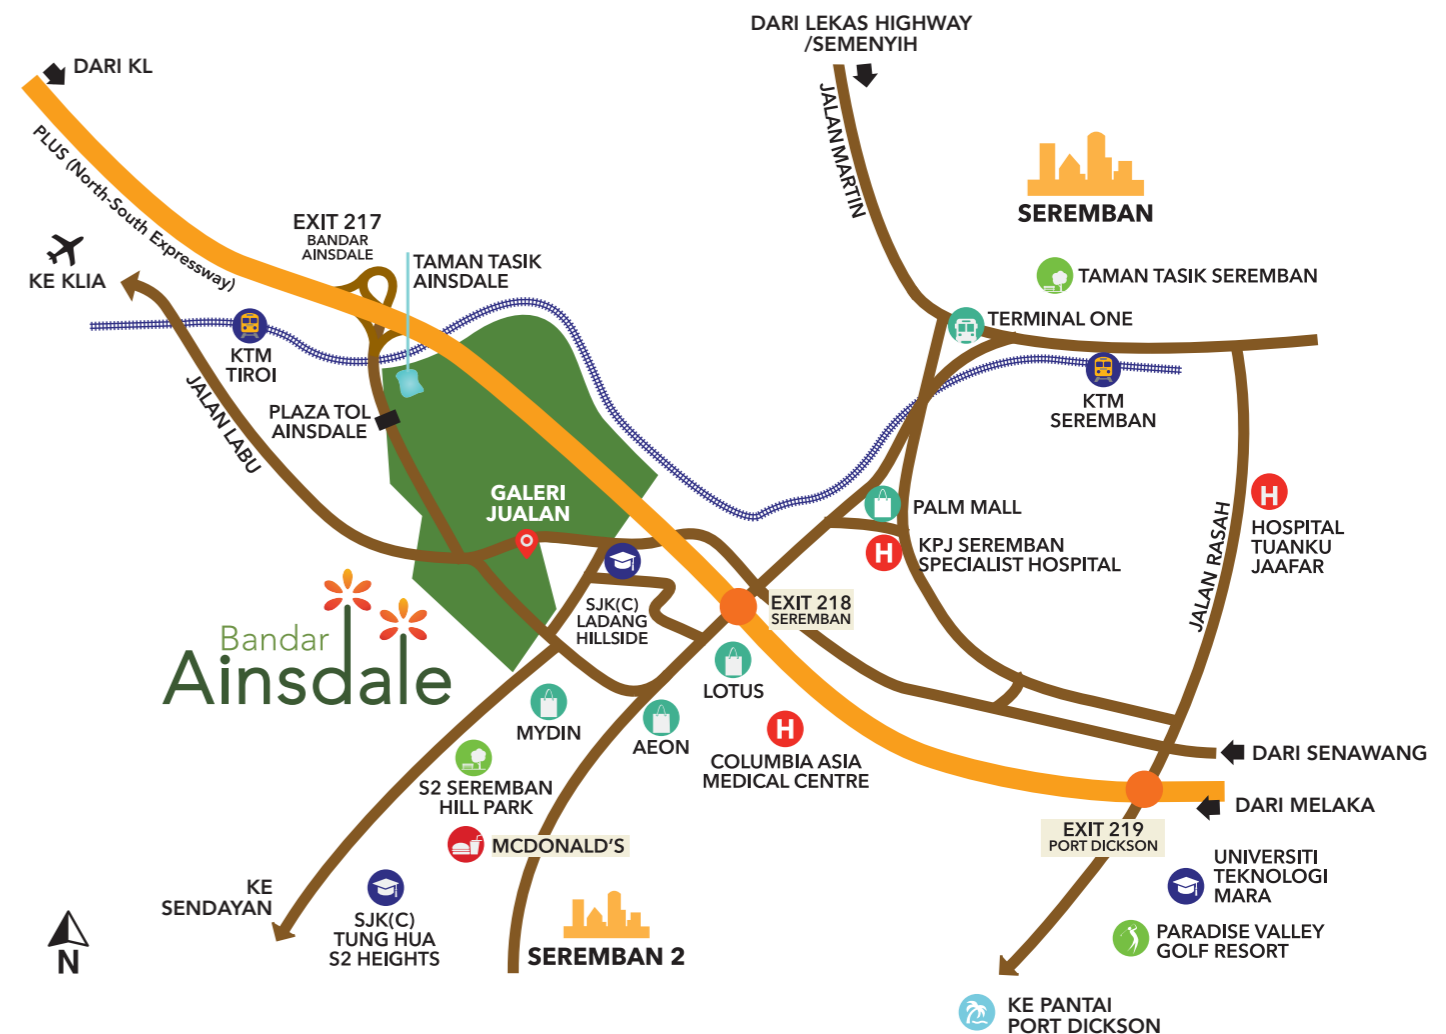 DARI LEKAS HIGHWAY
/SEMENYIH
DARI KL
JALAN MARTIN
PLUS (North-South Expressway)
SEREMBAN
EXIT 217
BANDAR
AINSDALE
TAMAN TASIK
AINSDALE
KE KLIA
TAMAN TASIK SEREMBAN
TERMINAL ONE
KTM
TIROI
KTM
SEREMBAN
JALAN LABU
PLAZA TOL
AINSDALE
GALERI
JUALAN
PALM MALL
H
HOSPITAL
TUANKU
JAAFAR
H
KPJ SEREMBAN
SPECIALIST HOSPITAL
JALAN RASAH
SJK(C)
LADANG
HILLSIDE
EXIT 218
SEREMBAN
Bandar
Ainsdale
LOTUS
MYDIN
AEON
H
COLUMBIA ASIA
MEDICAL CENTRE
DARI SENAWANG
S2 SEREMBAN
HILL PARK
DARI MELAKA
MCDONALD'S
EXIT 219
PORT DICKSON
UNIVERSITI
TEKNOLOGI
MARA
KE
SENDAYAN
SJK(C)
TUNG HUA
S2 HEIGHTS
SEREMBAN 2
PARADISE VALLEY
GOLF RESORT
N
KE PANTAI
PORT DICKSON